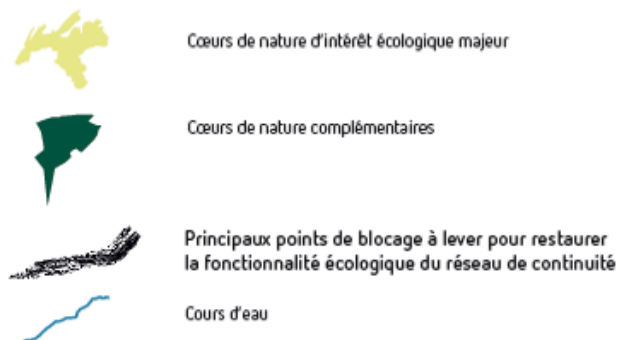 Cœurs de nature d'intérêt écologique majeur
Cœurs de nature complémentaires
Principaux points de blocage à lever pour restaurer
la fonctionnalité écologique du réseau de continuité
Cours d'eau